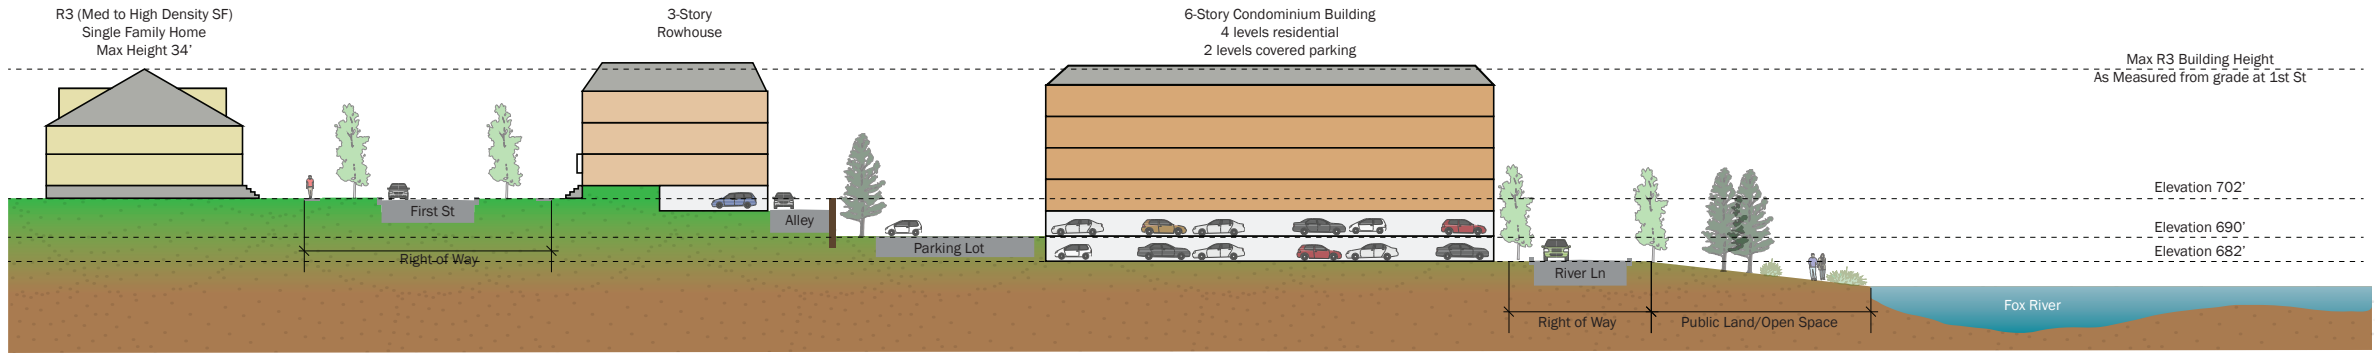 R3 (Med to High Density SF)
Single Family Home
Max Height 34’
3-Story
Rowhouse
6-Story Condominium Building
4 levels residential
2 levels covered parking
Max R3 Building Height
As Measured from grade at 1st St
Elevation 702’
First St
Alley
Elevation 690’
Parking Lot
Elevation 682’
Right of Way
River Ln
Fox River
Right of Way
Public Land/Open Space